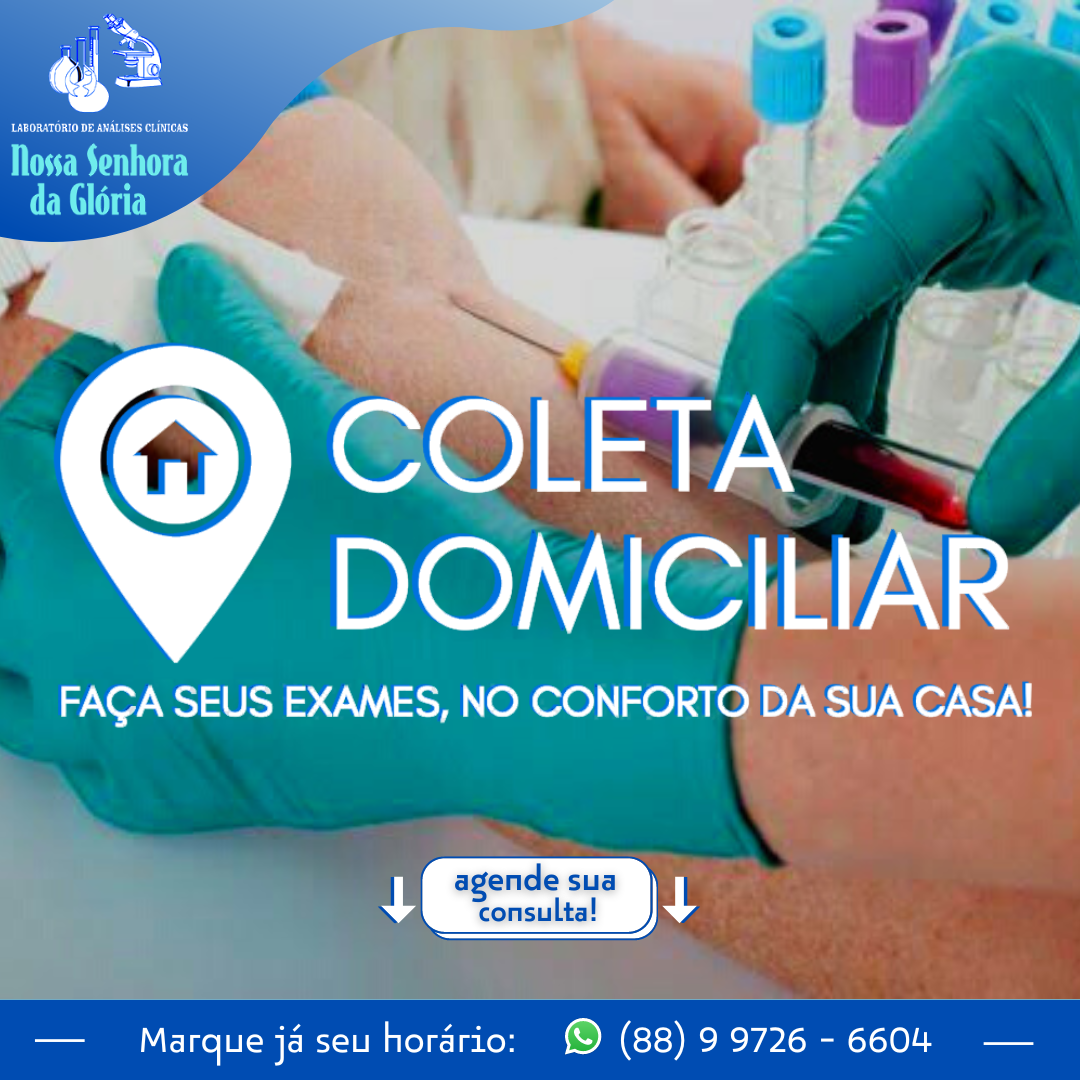 LABORATÓRIO DE ANÁLISES CLÍNICAS
Nossa Senhora
da Glória
COLETA
DOMICILIAR
FAÇA SEUS EXAMES, NO CONFORTO DA SUA CASA!
agende sua
consulta!
Marque já seu horário: (88) 9 9726 - 6604